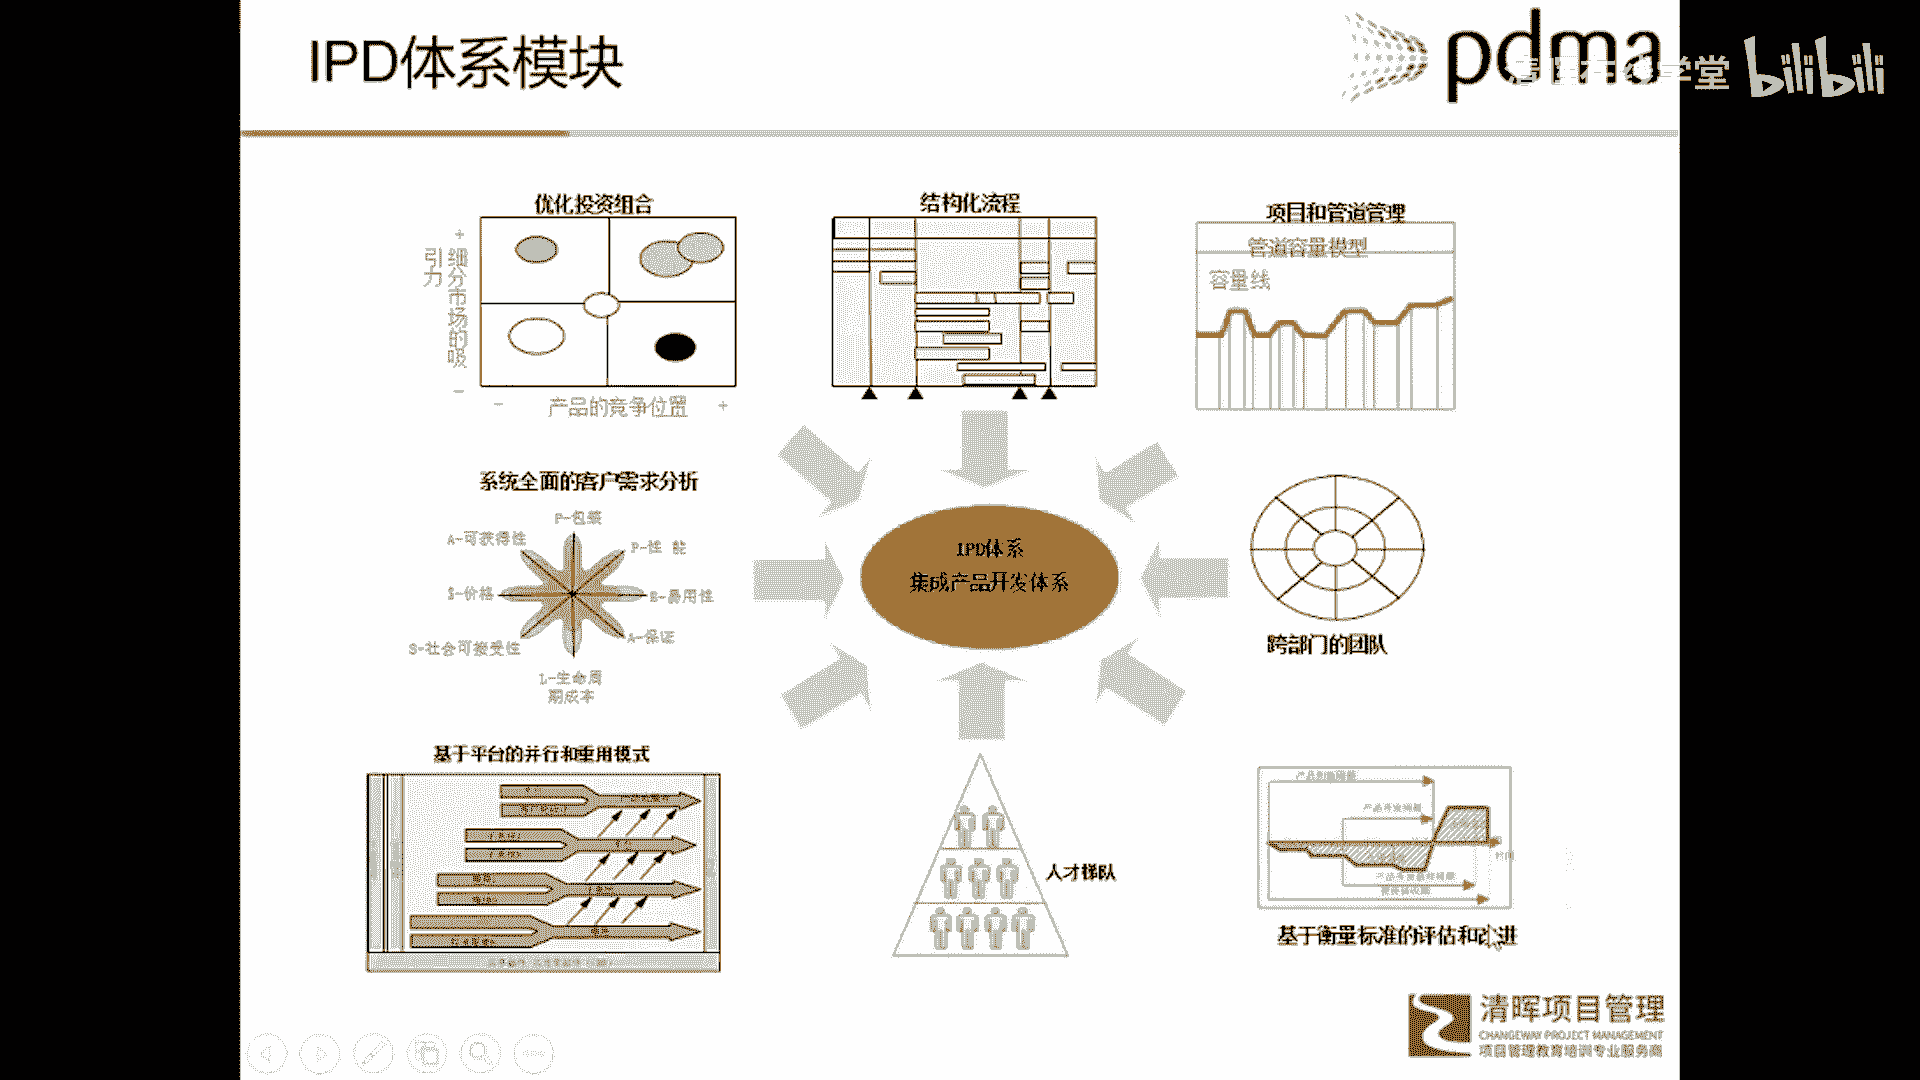 IPD体系模块
pdma
清晖在线学堂
bilibili
优化投资组合
结构化流程
项目和管道管理
管道容量模型
容量线
+
细分市场的吸
引力
−
− 产品的竞争位置 +
系统全面的客户需求分析
P-包装
A-可获得性
P-性 能
$-价格
E-易用性
A-保证
S-社会可接受性
L-生命周
期成本
IPD体系
集成产品开发体系
跨部门的团队
基于平台的并行和重用模式
人才梯队
时间
基于衡量标准的评估和改进
清晖项目管理
CHANGEWAY PROJECT MANAGEMENT
项目管理教育培训专业服务商